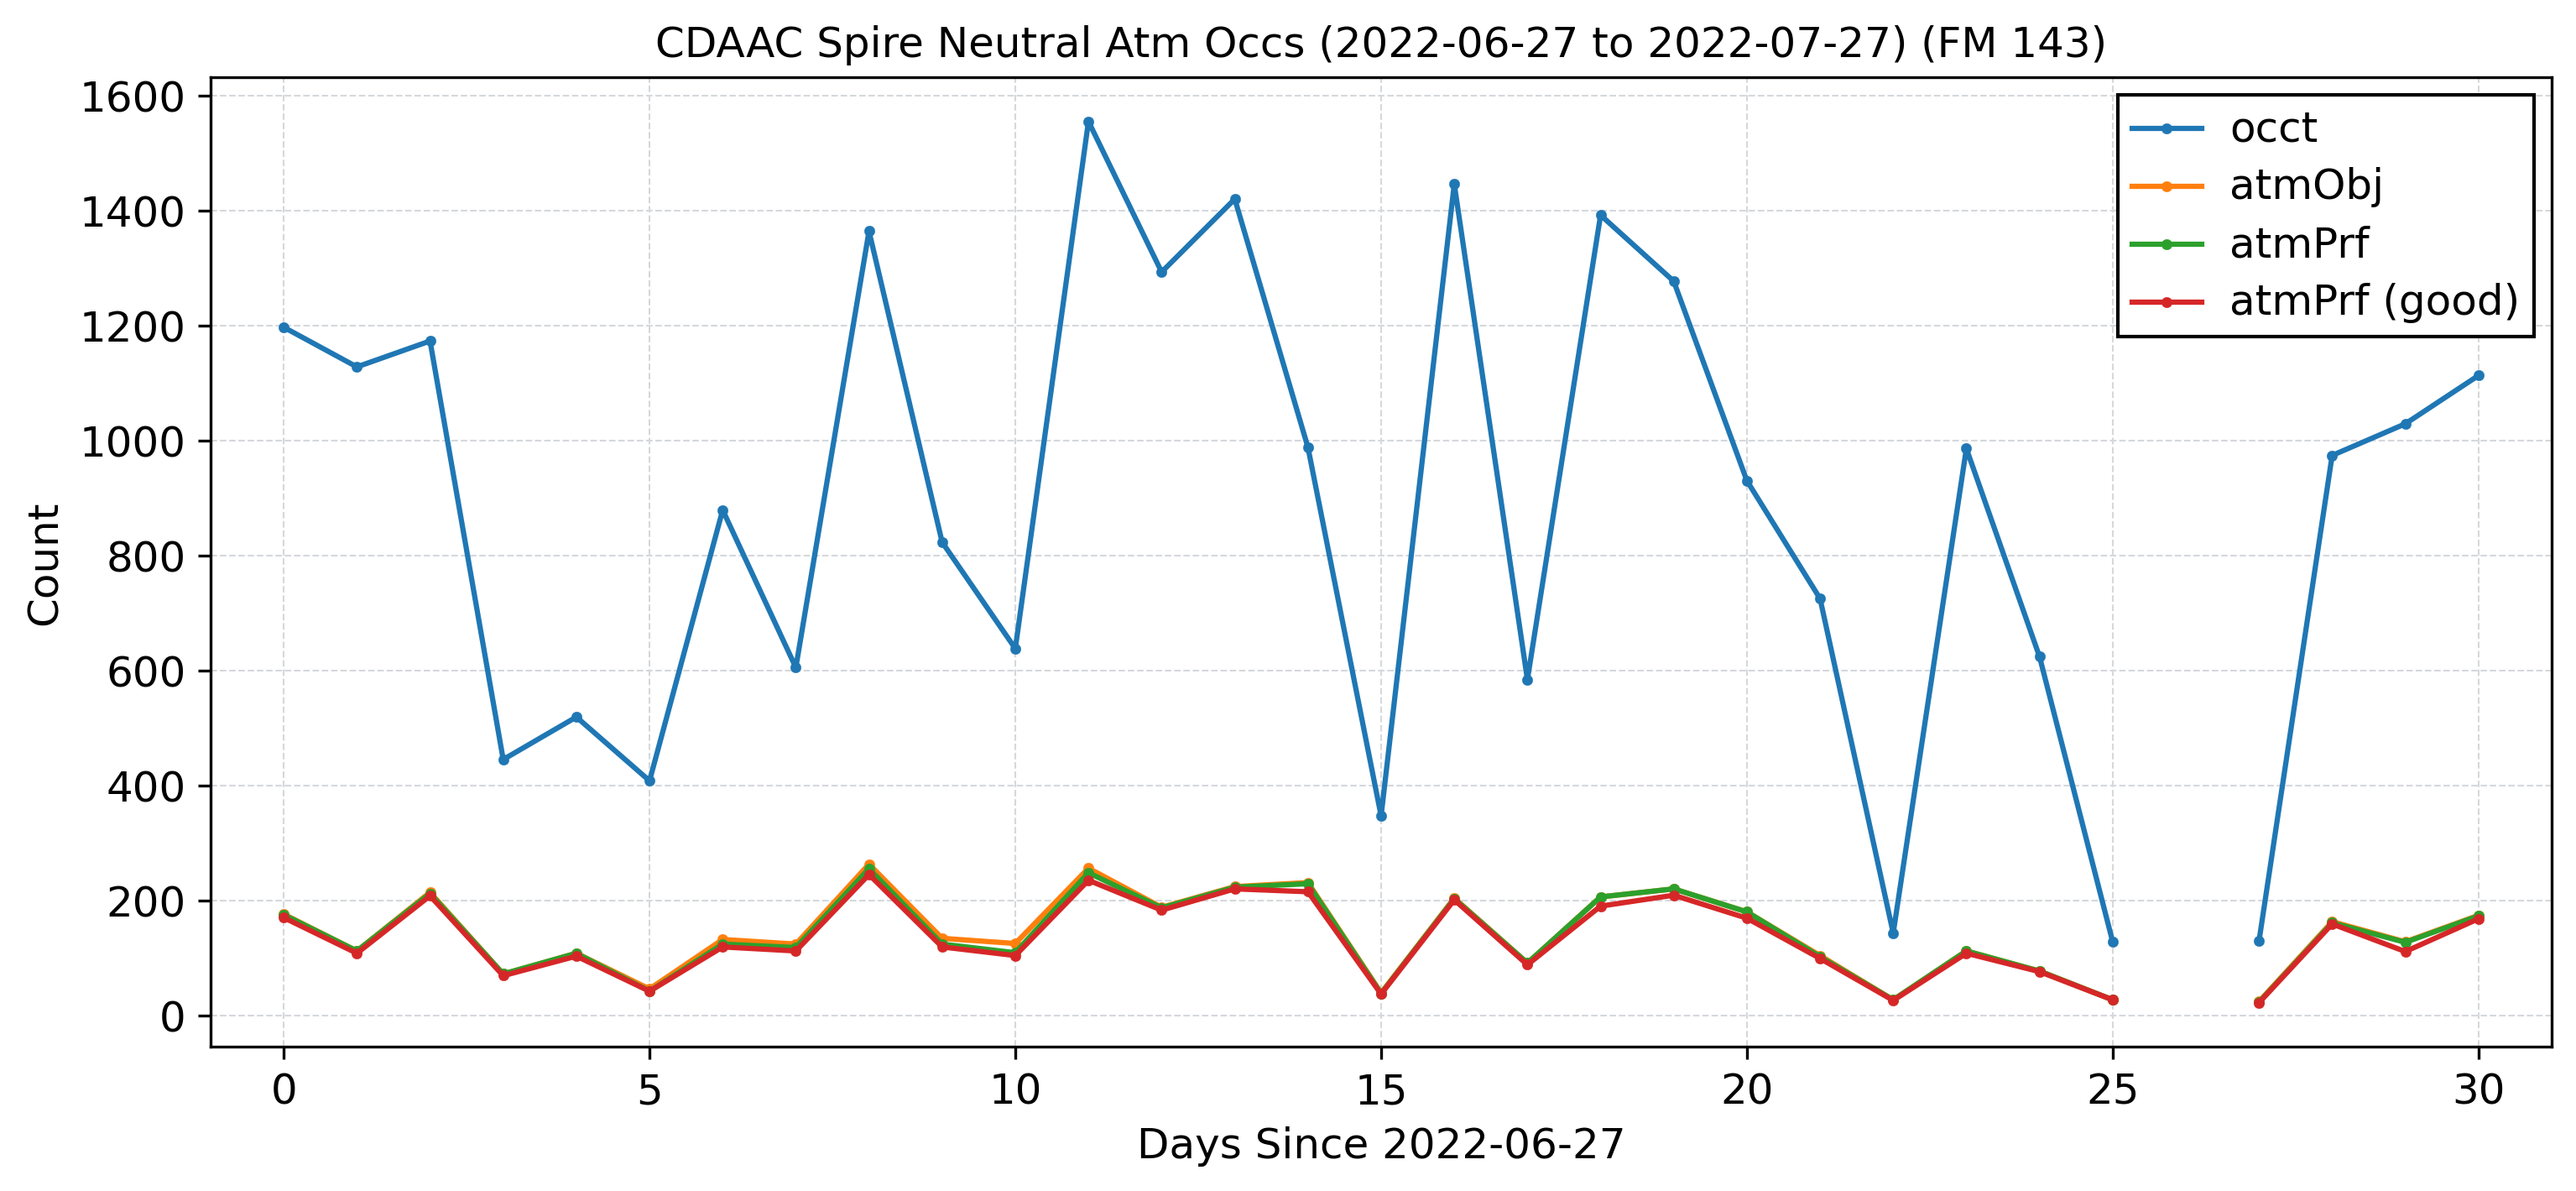 CDAAC Spire Neutral Atm Occs (2022-06-27 to 2022-07-27) (FM 143)
1600
1400
1200
1000
800
600
400
200
0
Count
occt
atmObj
atmPrf
atmPrf (good)
0 5 10 15 20 25 30
Days Since 2022-06-27